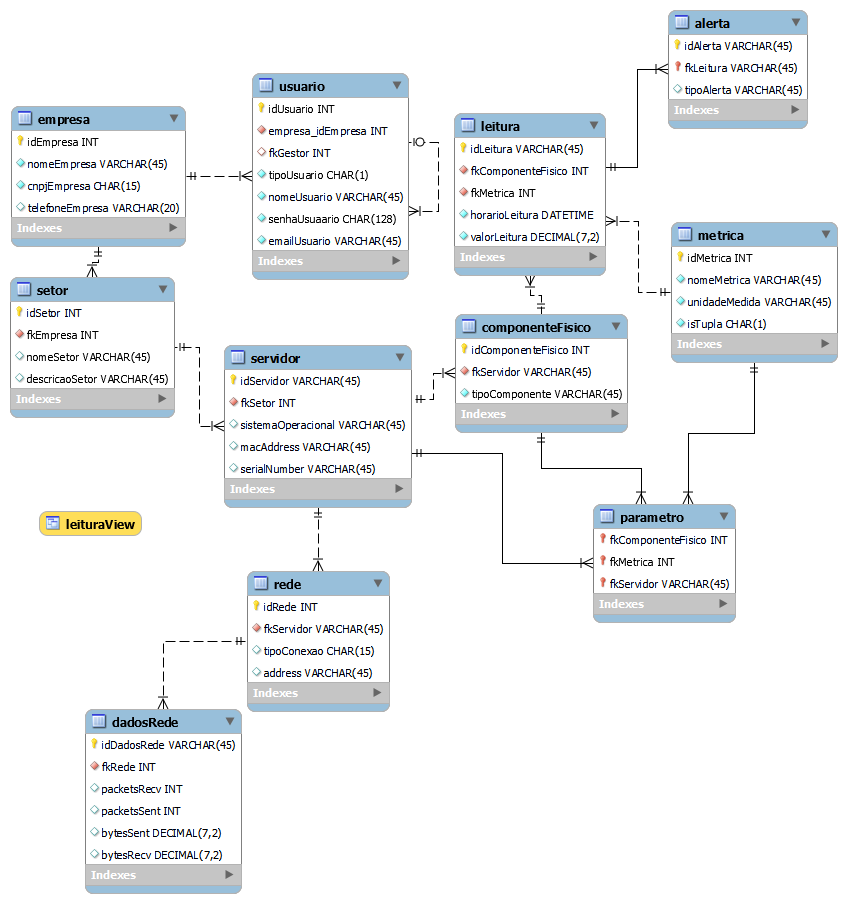 alerta
idAlerta VARCHAR(45)
fkLeitura VARCHAR(45)
tipoAlerta VARCHAR(45)
Indexes
usuario
idUsuario INT
empresa_idEmpresa INT
fkGestor INT
tipoUsuario CHAR(1)
nomeUsuario VARCHAR(45)
senhaUsuaario CHAR(128)
emailUsuario VARCHAR(45)
Indexes
empresa
idEmpresa INT
nomeEmpresa VARCHAR(45)
cnpjEmpresa CHAR(15)
telefoneEmpresa VARCHAR(20)
Indexes
leitura
idLeitura VARCHAR(45)
fkComponenteFisico INT
fkMetrica INT
horarioLeitura DATETIME
valorLeitura DECIMAL(7,2)
Indexes
metrica
idMetrica INT
nomeMetrica VARCHAR(45)
unidadeMedida VARCHAR(45)
isTupla CHAR(1)
Indexes
setor
idSetor INT
fkEmpresa INT
nomeSetor VARCHAR(45)
descricaoSetor VARCHAR(45)
Indexes
componenteFisico
idComponenteFisico INT
fkServidor VARCHAR(45)
tipoComponente VARCHAR(45)
Indexes
servidor
idServidor VARCHAR(45)
fkSetor INT
sistemaOperacional VARCHAR(45)
macAddress VARCHAR(45)
serialNumber VARCHAR(45)
Indexes
leituraView
parametro
fkComponenteFisico INT
fkMetrica INT
fkServidor VARCHAR(45)
Indexes
rede
idRede INT
fkServidor VARCHAR(45)
tipoConexao CHAR(15)
address VARCHAR(45)
Indexes
dadosRede
idDadosRede VARCHAR(45)
fkRede INT
packetsRecv INT
packetsSent INT
bytesSent DECIMAL(7,2)
bytesRecv DECIMAL(7,2)
Indexes